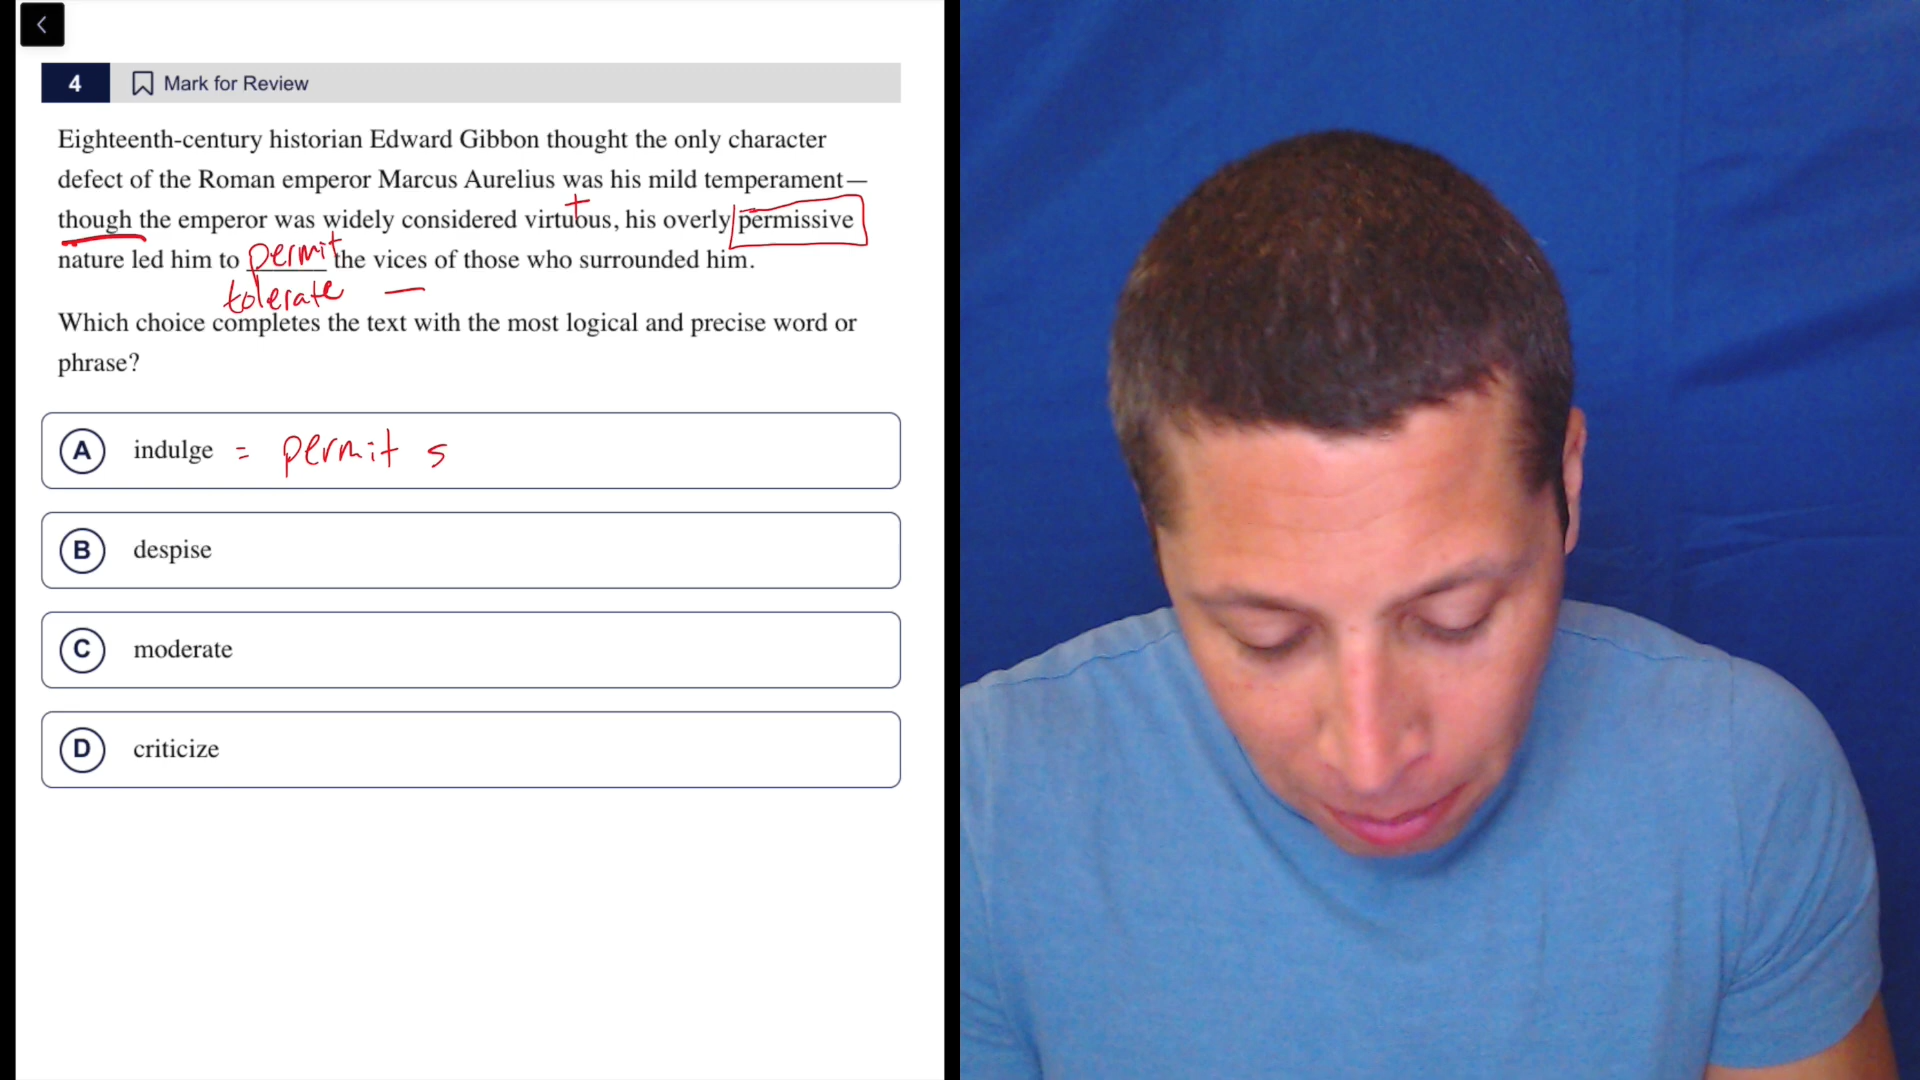 4 Mark for Review
Eighteenth-century historian Edward Gibbon thought the only character
defect of the Roman emperor Marcus Aurelius was his mild temperament—
+
though the emperor was widely considered virtuous, his overly permissive
nature led him to permit the vices of those who surrounded him.
tolerate —
Which choice completes the text with the most logical and precise word or
phrase?
A indulge = permit s
B despise
C moderate
D criticize